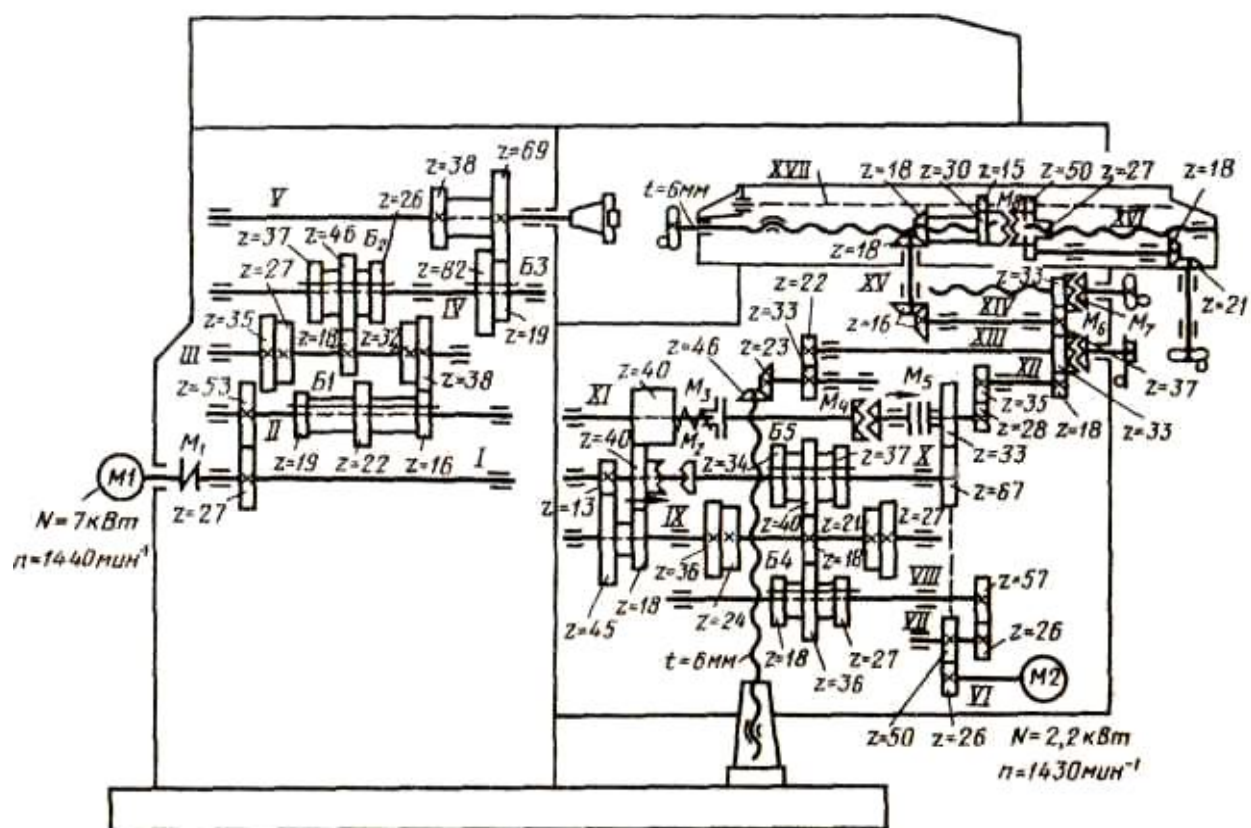 z=69
z=38
V
z=26
z=46
Б₂
z=37
z=27
z=82
Б3
IV
z=35
z=18
z=32
z=19
III
z=53
Б1
z=38
II
M₁
I
M1
z=19
z=22
z=16
N=7кВт
z=27
n=1440мин⁻¹
XVII
z=18
z=30
z=15
z=50
z=27
z=18
t=6мм
M₈
XVI
z=18
XV
z=22
z=33
z=21
XIV
z=16
z=33
M₆
M₇
XIII
z=46
z=23
XII
z=40
z=37
XI
M₃
M₄
M₅
z=35
z=28
z=18
z=33
z=40
M₂
Б5
z=34
z=37
X
z=33
z=13
z=67
IX
z=40
z=21
z=27
z=36
z=18
Б4
VIII
z=57
z=18
z=24
z=45
VII
z=26
t=6мм
z=18
z=27
z=36
VI
M2
z=50
z=26
N=2,2кВт
n=1430мин⁻¹